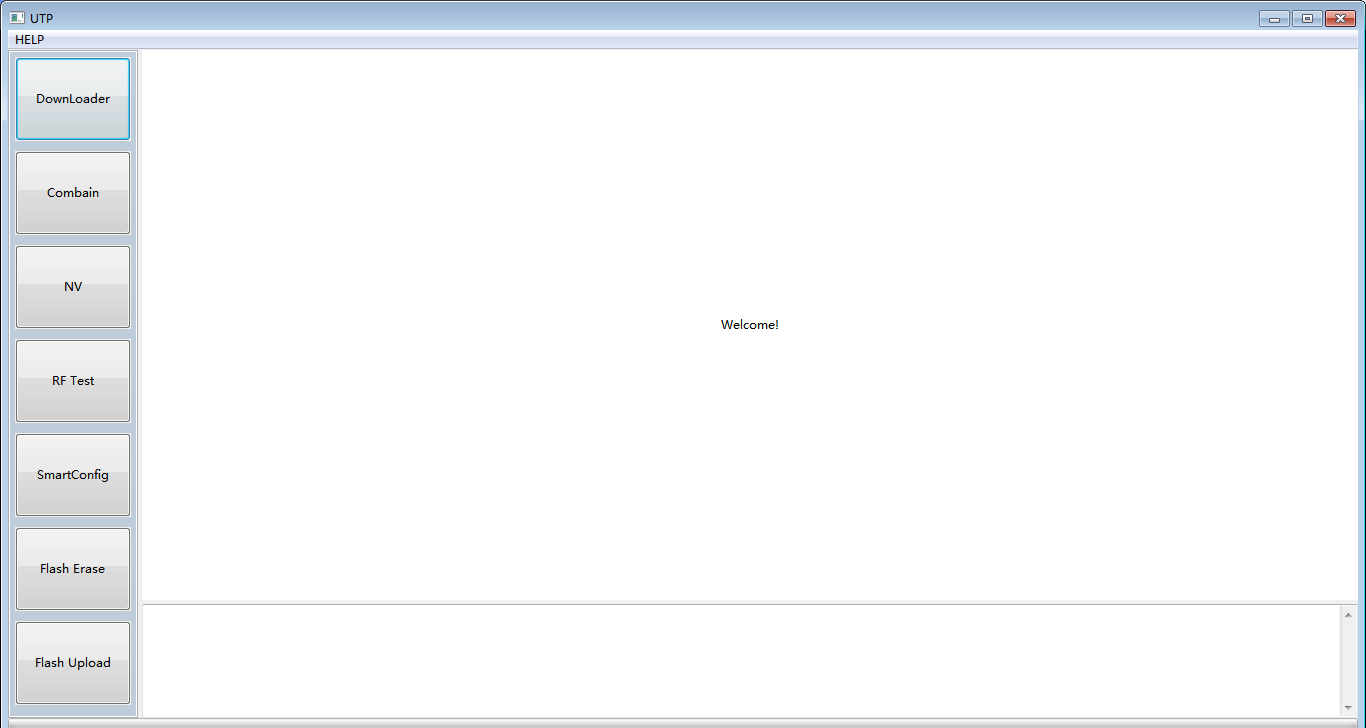 UTP
HELP
DownLoader
Combain
NV
RF Test
SmartConfig
Flash Erase
Flash Upload
Welcome!